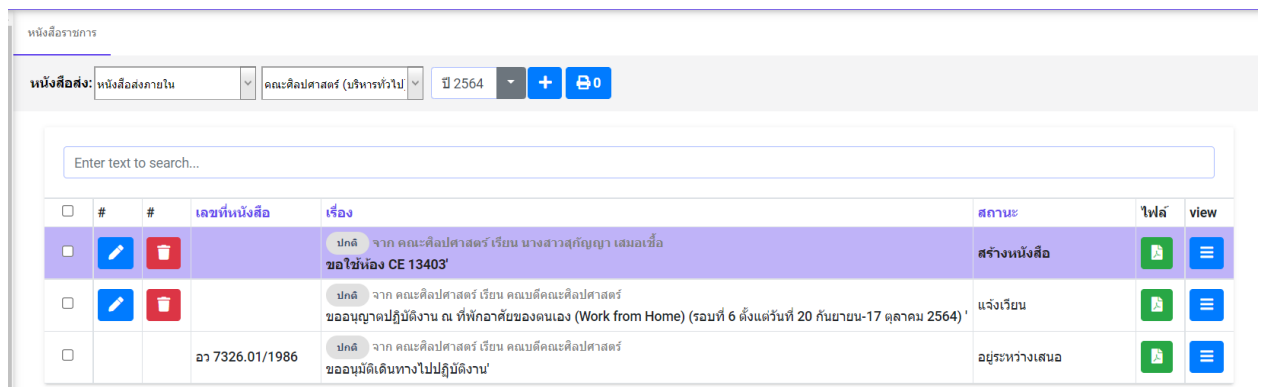 หนังสือราชการ
หนังสือส่ง: หนังสือส่งภายใน คณะศิลปศาสตร์ (บริหารทั่วไป) ปี 2564 0
Enter text to search...
# # เลขที่หนังสือ เรื่อง สถานะ ไฟล์ view
ปกติ จาก คณะศิลปศาสตร์ เรียน นางสาวสุกัญญา เสมอเชื้อ
ขอใช้ห้อง CE 13403' สร้างหนังสือ
ปกติ จาก คณะศิลปศาสตร์ เรียน คณบดีคณะศิลปศาสตร์
ขออนุญาตปฏิบัติงาน ณ ที่พักอาศัยของตนเอง (Work from Home) (รอบที่ 6 ตั้งแต่วันที่ 20 กันยายน-17 ตุลาคม 2564) ' แจ้งเวียน
ปกติ จาก คณะศิลปศาสตร์ เรียน คณบดีคณะศิลปศาสตร์
อว 7326.01/1986 ขออนุมัติเดินทางไปปฏิบัติงาน' อยู่ระหว่างเสนอ